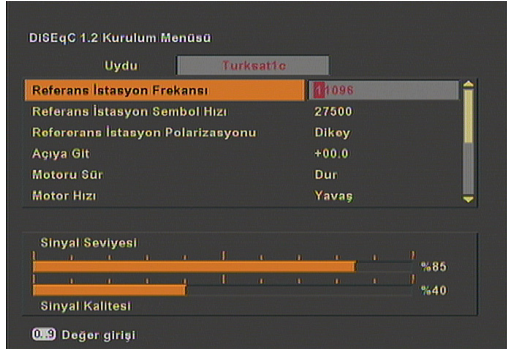 DiSEqC 1.2 Kurulum Menüsü
Uydu Turksat1c
Referans İstasyon Frekansı 11096
Referans İstasyon Sembol Hızı 27500
Refererans İstasyon Polarizasyonu Dikey
Açıya Git +00.0
Motoru Sür Dur
Motor Hızı Yavaş
Sinyal Seviyesi
%85
%40
Sinyal Kalitesi
0..9 Değer girişi